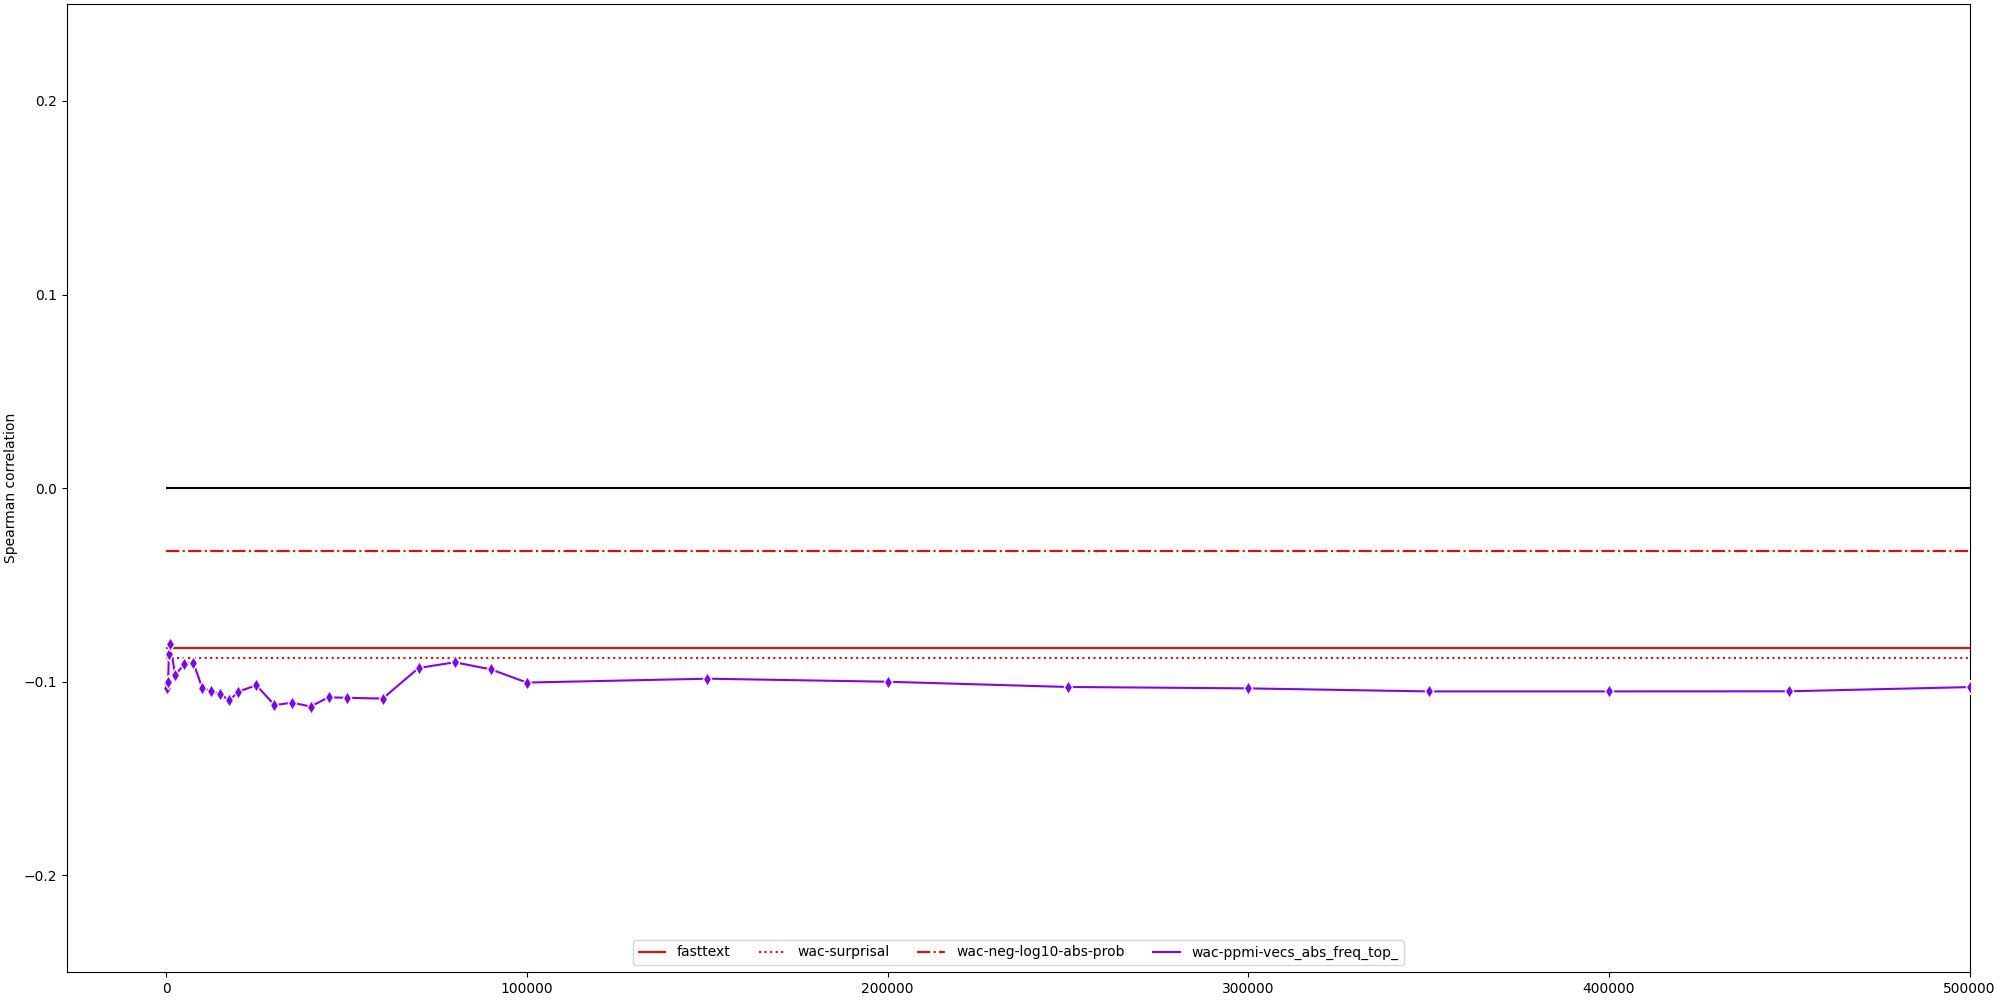 0.2
0.1
0.0
−0.1
−0.2
Spearman correlation
fasttext wac-surprisal wac-neg-log10-abs-prob wac-ppmi-vecs_abs_freq_top_
0 100000 200000 300000 400000 500000